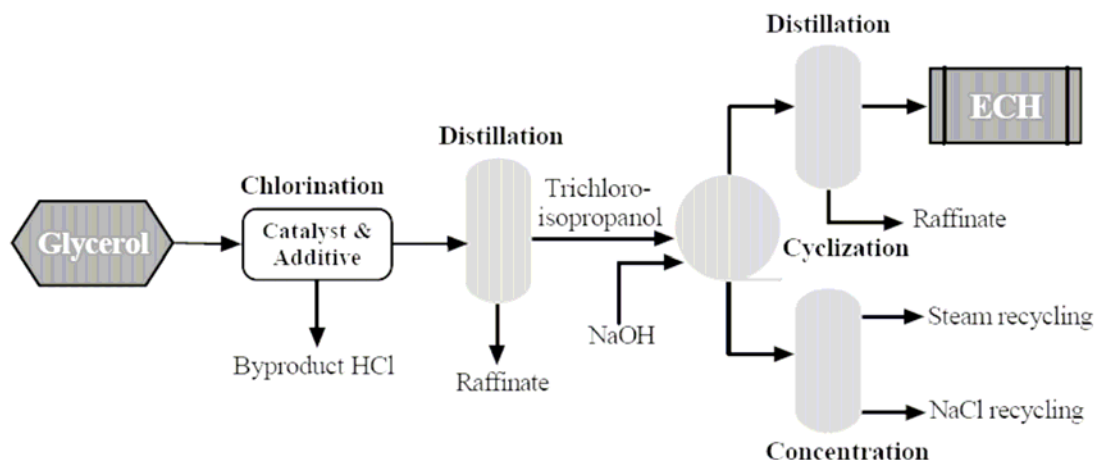 Distillation
ECH
Distillation
Chlorination
Trichloro-
isopropanol
Glycerol
Catalyst &
Additive
Raffinate
Cyclization
NaOH
Steam recycling
Byproduct HCl
Raffinate
NaCl recycling
Concentration